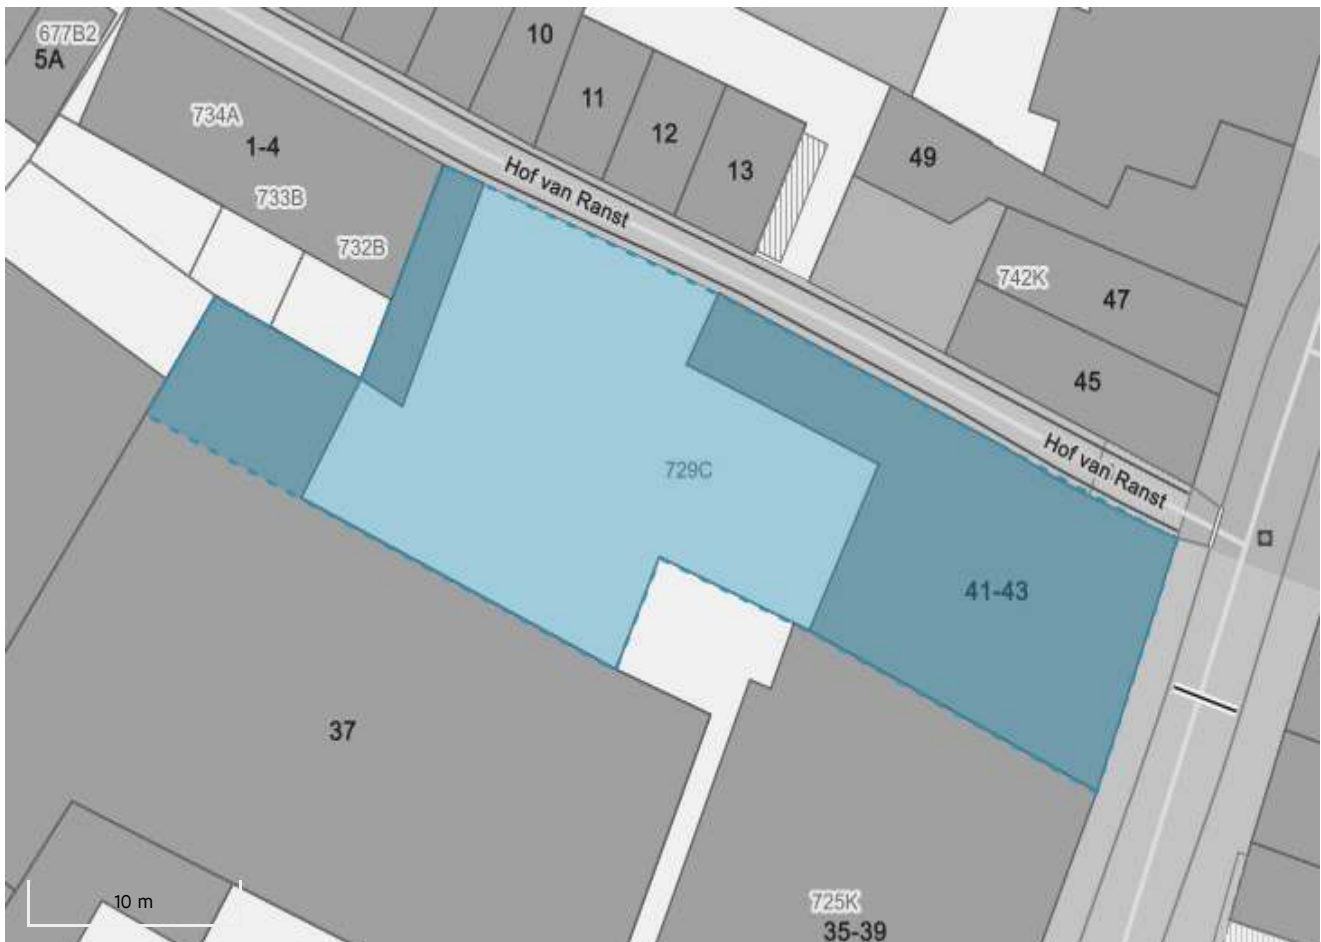 677B2
5A
10
11
12
13
734A
1-4
733B
732B
Hof van Ranst
49
742K
47
45
Hof van Ranst
729C
41-43
37
10 m
725K
35-39